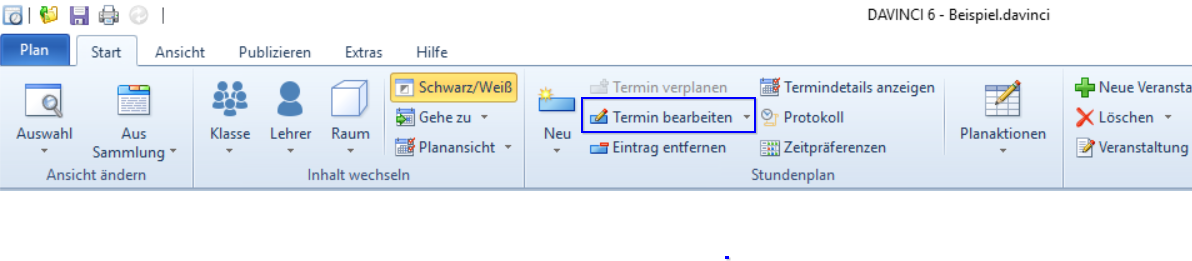 DAVINCI 6 - Beispiel.davinci
Plan Start Ansicht Publizieren Extras Hilfe
Schwarz/Weiß Termin verplanen Termindetails anzeigen Neue Veransta
Gehe zu Termin bearbeiten Protokoll Löschen
Auswahl Aus Sammlung Klasse Lehrer Raum Planansicht Neu Eintrag entfernen Zeitpräferenzen Planaktionen Veranstaltung
Ansicht ändern Inhalt wechseln Stundenplan